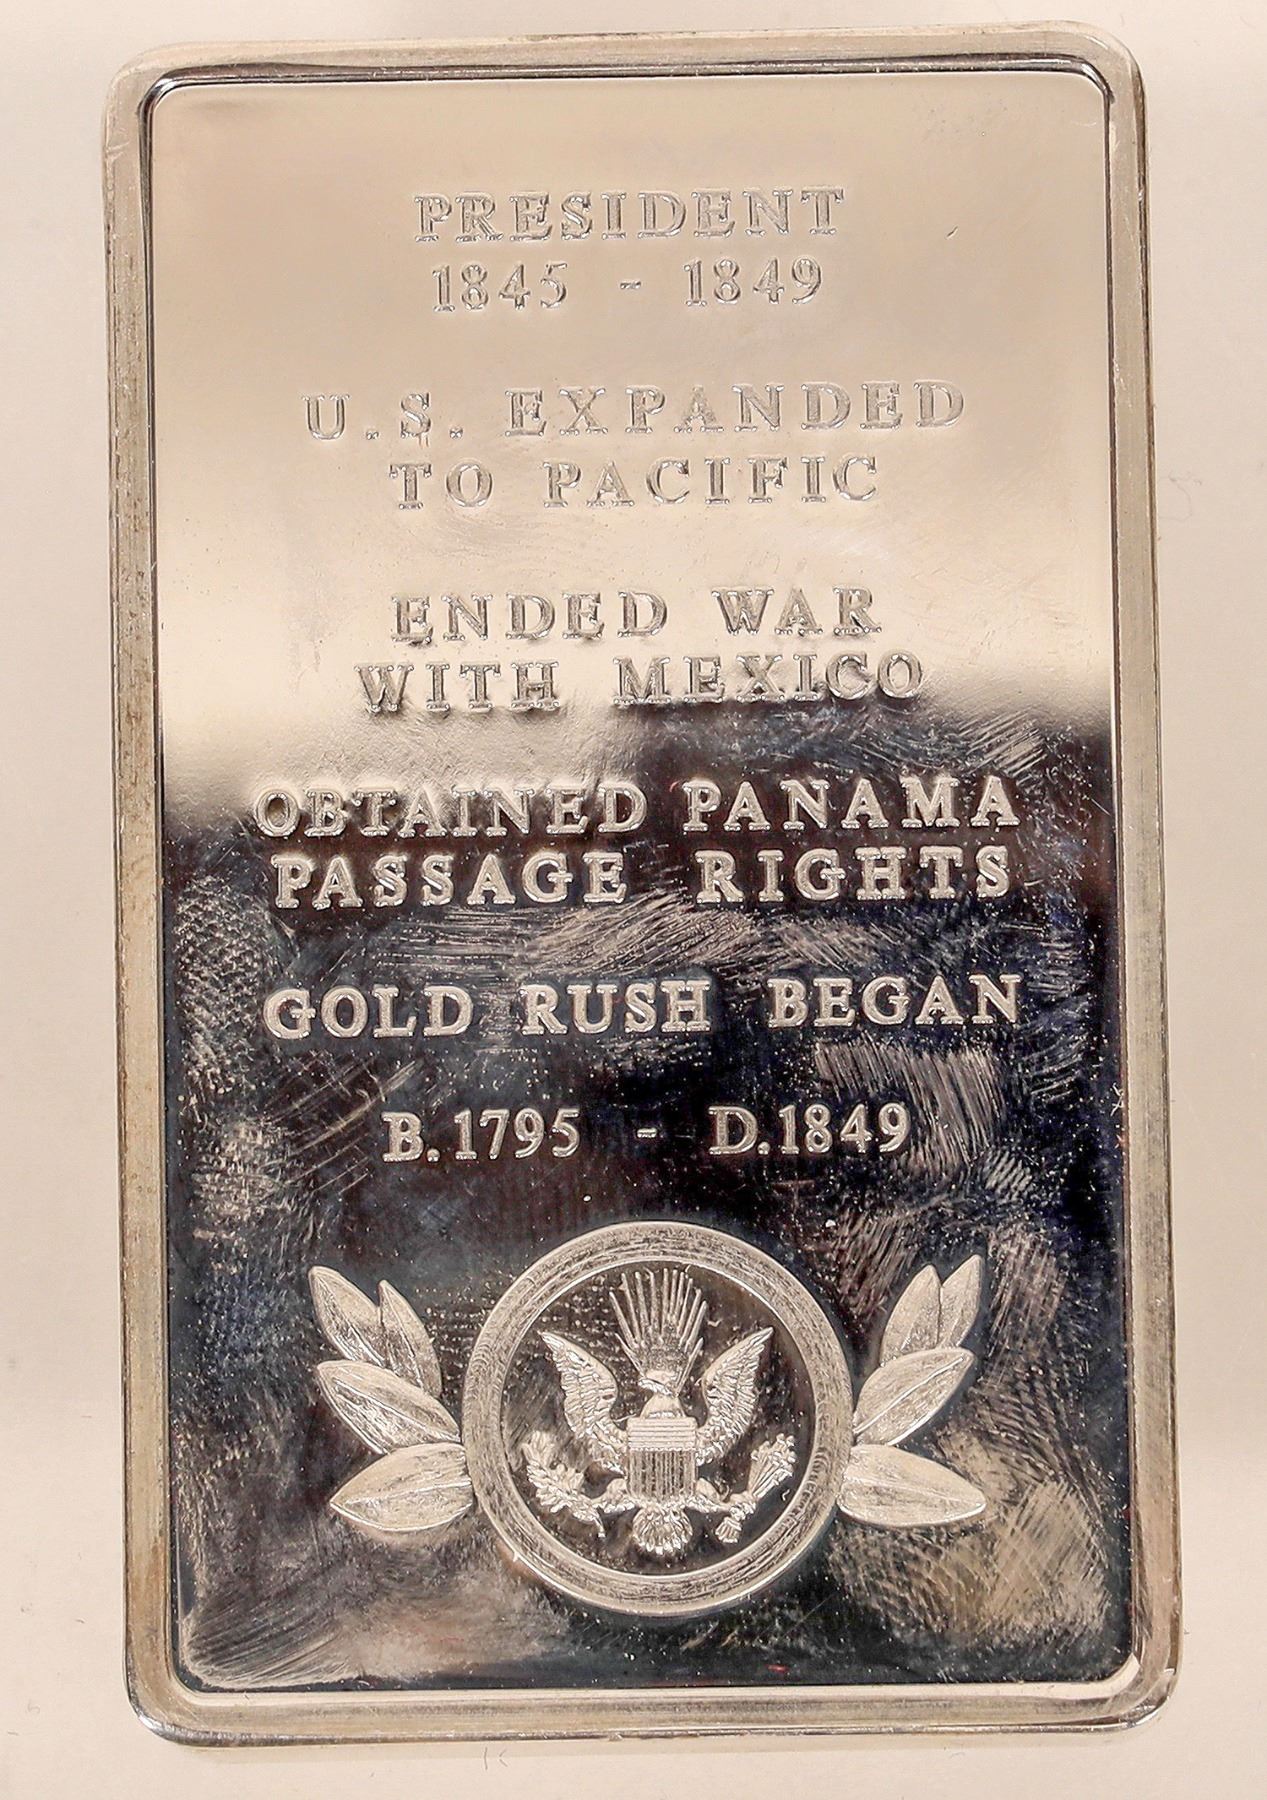 PRESIDENT
1845 - 1849
U.S. EXPANDED
TO PACIFIC
ENDED WAR
WITH MEXICO
OBTAINED PANAMA
PASSAGE RIGHTS
GOLD RUSH BEGAN
B.1795 - D.1849